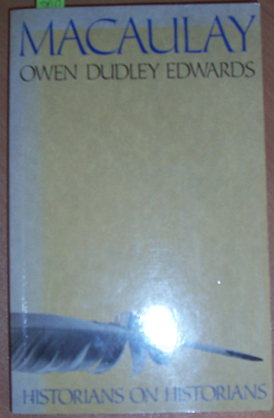 MACAULAY
OWEN DUDLEY EDWARDS
HISTORIANS ON HISTORIANS